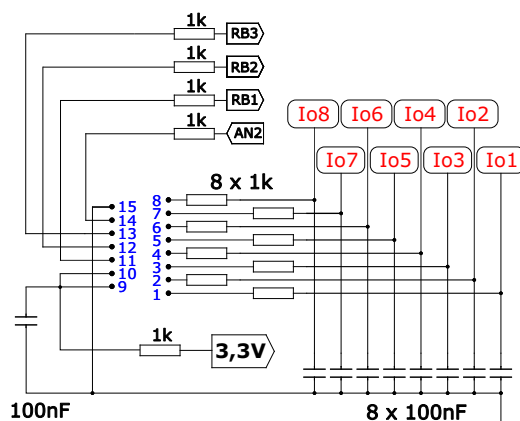 1k RB3
1k RB2
1k RB1
1k AN2
Io8 Io6 Io4 Io2
Io7 Io5 Io3 Io1
8 x 1k
15 8
14 7
13 6
12 5
11 4
10 3
9 2
1
1k 3,3V
100nF 8 x 100nF